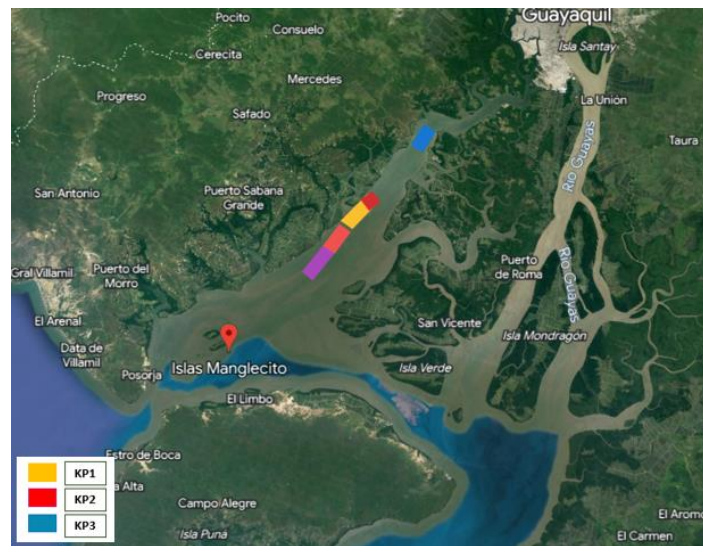 Pocito
Guayaquil
Consuelo
Isla Santay
Cerecita
Mercedes
Progreso
La Unión
Safado
Río Guayas
Taura
San Antonio
Puerto Sabana
Grande
Gral Villamil
Puerto del
Morro
Puerto
de Roma
Río Guayas
El Arenal
San Vicente
Isla Mondragón
Data de
Villamil
Islas Manglecito
Isla Verde
Posorja
El Limbo
Estro de Boca
a Alta
Campo Alegre
Isla Puná
El Aromo
El Carmen
KP1
KP2
KP3